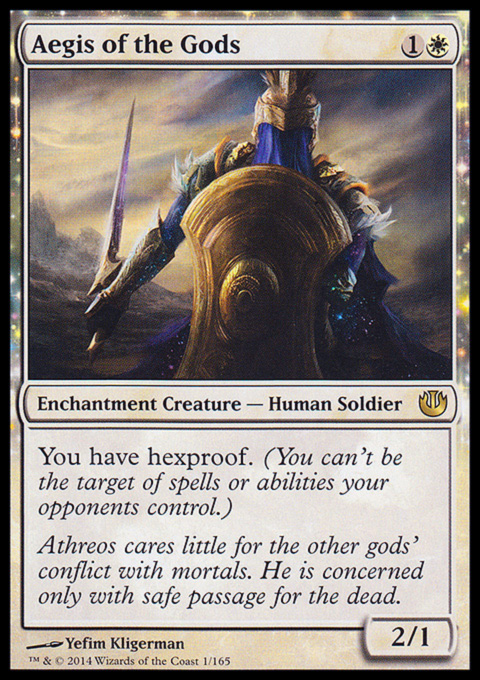 Aegis of the Gods 1
Enchantment Creature — Human Soldier
You have hexproof. (You can't be
the target of spells or abilities your
opponents control.)
Athreos cares little for the other gods'
conflict with mortals. He is concerned
only with safe passage for the dead.
Yefim Kligerman
2/1
™ & © 2014 Wizards of the Coast 1/165